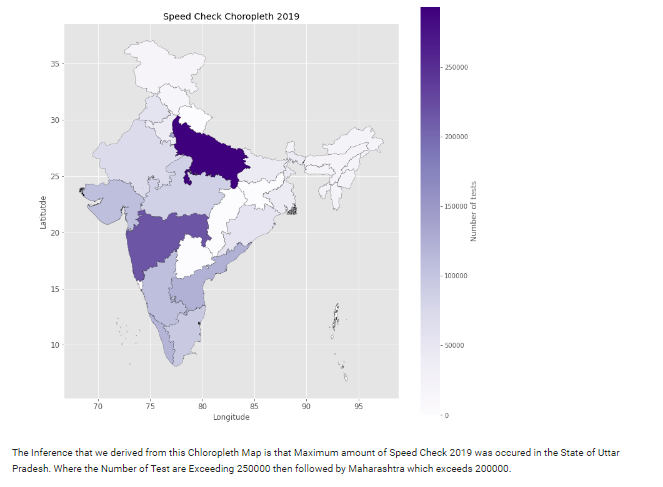 Speed Check Choropleth 2019
35
30
25
20
15
10
Latitutde
70 75 80 85 90 95
Longitude
250000
200000
150000
100000
50000
0
Number of tests
The Inference that we derived from this Chloropleth Map is that Maximum amount of Speed Check 2019 was occured in the State of Uttar
Pradesh. Where the Number of Test are Exceeding 250000 then followed by Maharashtra which exceeds 200000.